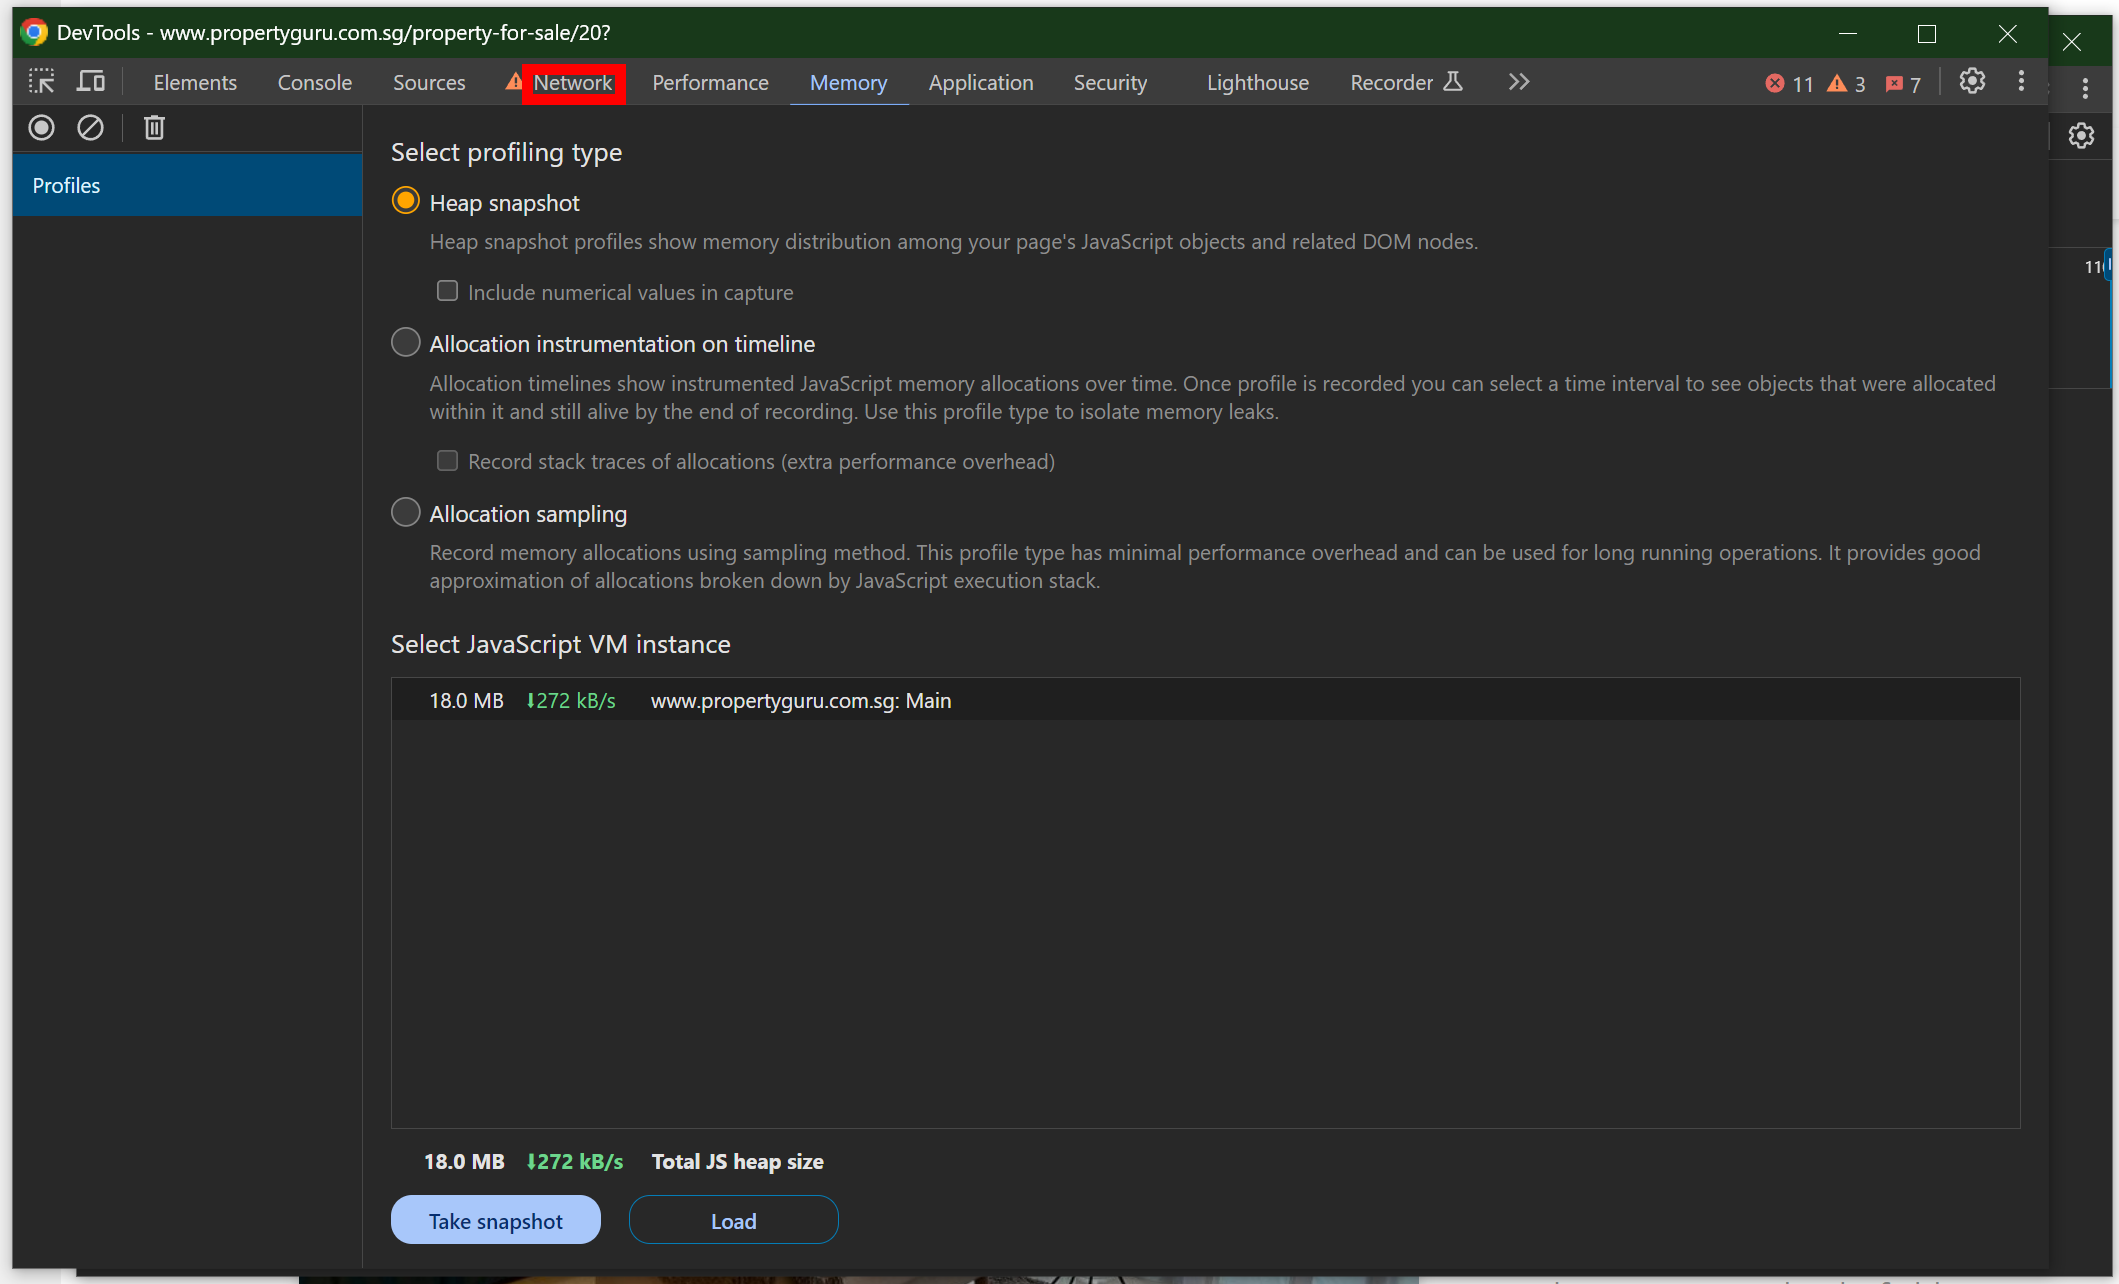 DevTools - www.propertyguru.com.sg/property-for-sale/20?
Elements Console Sources Network Performance Memory Application Security Lighthouse Recorder 11 3 7
Profiles
Select profiling type
Heap snapshot
Heap snapshot profiles show memory distribution among your page's JavaScript objects and related DOM nodes.
Include numerical values in capture
Allocation instrumentation on timeline
Allocation timelines show instrumented JavaScript memory allocations over time. Once profile is recorded you can select a time interval to see objects that were allocated
within it and still alive by the end of recording. Use this profile type to isolate memory leaks.
Record stack traces of allocations (extra performance overhead)
Allocation sampling
Record memory allocations using sampling method. This profile type has minimal performance overhead and can be used for long running operations. It provides good
approximation of allocations broken down by JavaScript execution stack.
Select JavaScript VM instance
18.0 MB ⬇272 kB/s www.propertyguru.com.sg: Main
18.0 MB ⬇272 kB/s Total JS heap size
Take snapshot Load